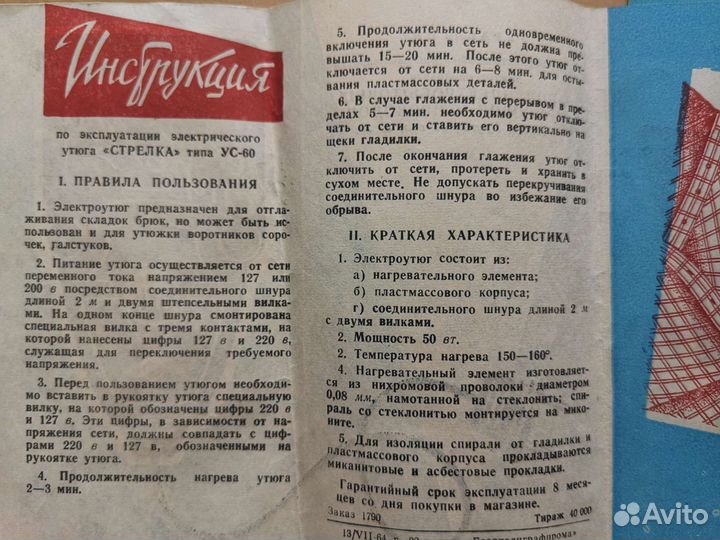 Инструкция
по эксплуатации электрического
утюга «СТРЕЛКА» типа УС-60
I. ПРАВИЛА ПОЛЬЗОВАНИЯ
1. Электроутюг предназначен для отгла-
живания складок брюк, но может быть ис-
пользован и для утюжки воротников соро-
чек, галстуков.
2. Питание утюга осуществляется от сети
переменного тока напряжением 127 или
200 в посредством соединительного шнура
длиной 2 м и двумя штепсельными вилка-
ми. На одном конце шнура смонтирована
специальная вилка с тремя контактами, на
которой нанесены цифры 127 в и 220 в,
служащая для переключения требуемого
напряжения.
3. Перед пользованием утюгом необходи-
мо вставить в рукоятку утюга специальную
вилку, на которой обозначены цифры 220 в
и 127 в. Эти цифры, в зависимости от на-
пряжения сети, должны совпадать с циф-
рами 220 в и 127 в, обозначенными на
рукоятке утюга.
4. Продолжительность нагрева утюга
2—3 мин.
5. Продолжительность одновременного
включения утюга в сеть не должна пре-
вышать 15—20 мин. После этого утюг от-
ключается от сети на 6—8 мин. для осты-
вания пластмассовых деталей.
6. В случае глажения с перерывом в пре-
делах 5—7 мин. необходимо утюг отклю-
чать от сети и ставить его вертикально на
щеки гладилки.
7. После окончания глажения утюг от-
ключить от сети, протереть и хранить в
сухом месте. Не допускать перекручивания
соединительного шнура во избежание его
обрыва.
II. КРАТКАЯ ХАРАКТЕРИСТИКА
1. Электроутюг состоит из:
а) нагревательного элемента;
б) пластмассового корпуса;
г) соединительного шнура длиной 2 м
с двумя вилками.
2. Мощность 50 вт.
2. Температура нагрева 150—160°.
4. Нагревательный элемент изготовляет-
ся из нихромовой проволоки диаметром
0,08 мм, намотанной на стеклонить; спи-
раль со стеклонитью монтируется на мико-
ните.
5. Для изоляции спирали от гладилки и
пластмассового корпуса прокладываются
миканитовые и асбестовые прокладки.
Гарантийный срок эксплуатации 8 меся-
цев со дня покупки в магазине.
Заказ 1790 Тираж 40 000
13/VII-64
Avito